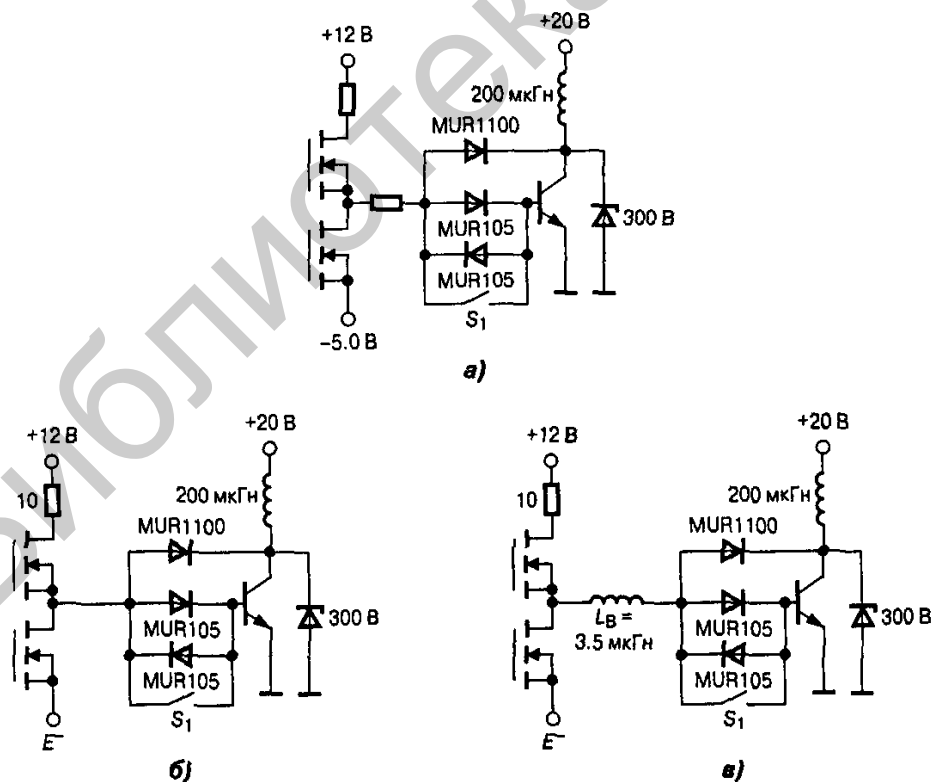 библиотека
+12 В
+20 В
200 мкГн
MUR1100
MUR105
MUR105
300 В
S1
−5.0 В
а)
+12 В
10
+20 В
200 мкГн
MUR1100
MUR105
MUR105
300 В
S1
E−
б)
+12 В
10
LB =
3.5 мкГн
+20 В
200 мкГн
MUR1100
MUR105
MUR105
300 В
S1
E−
в)